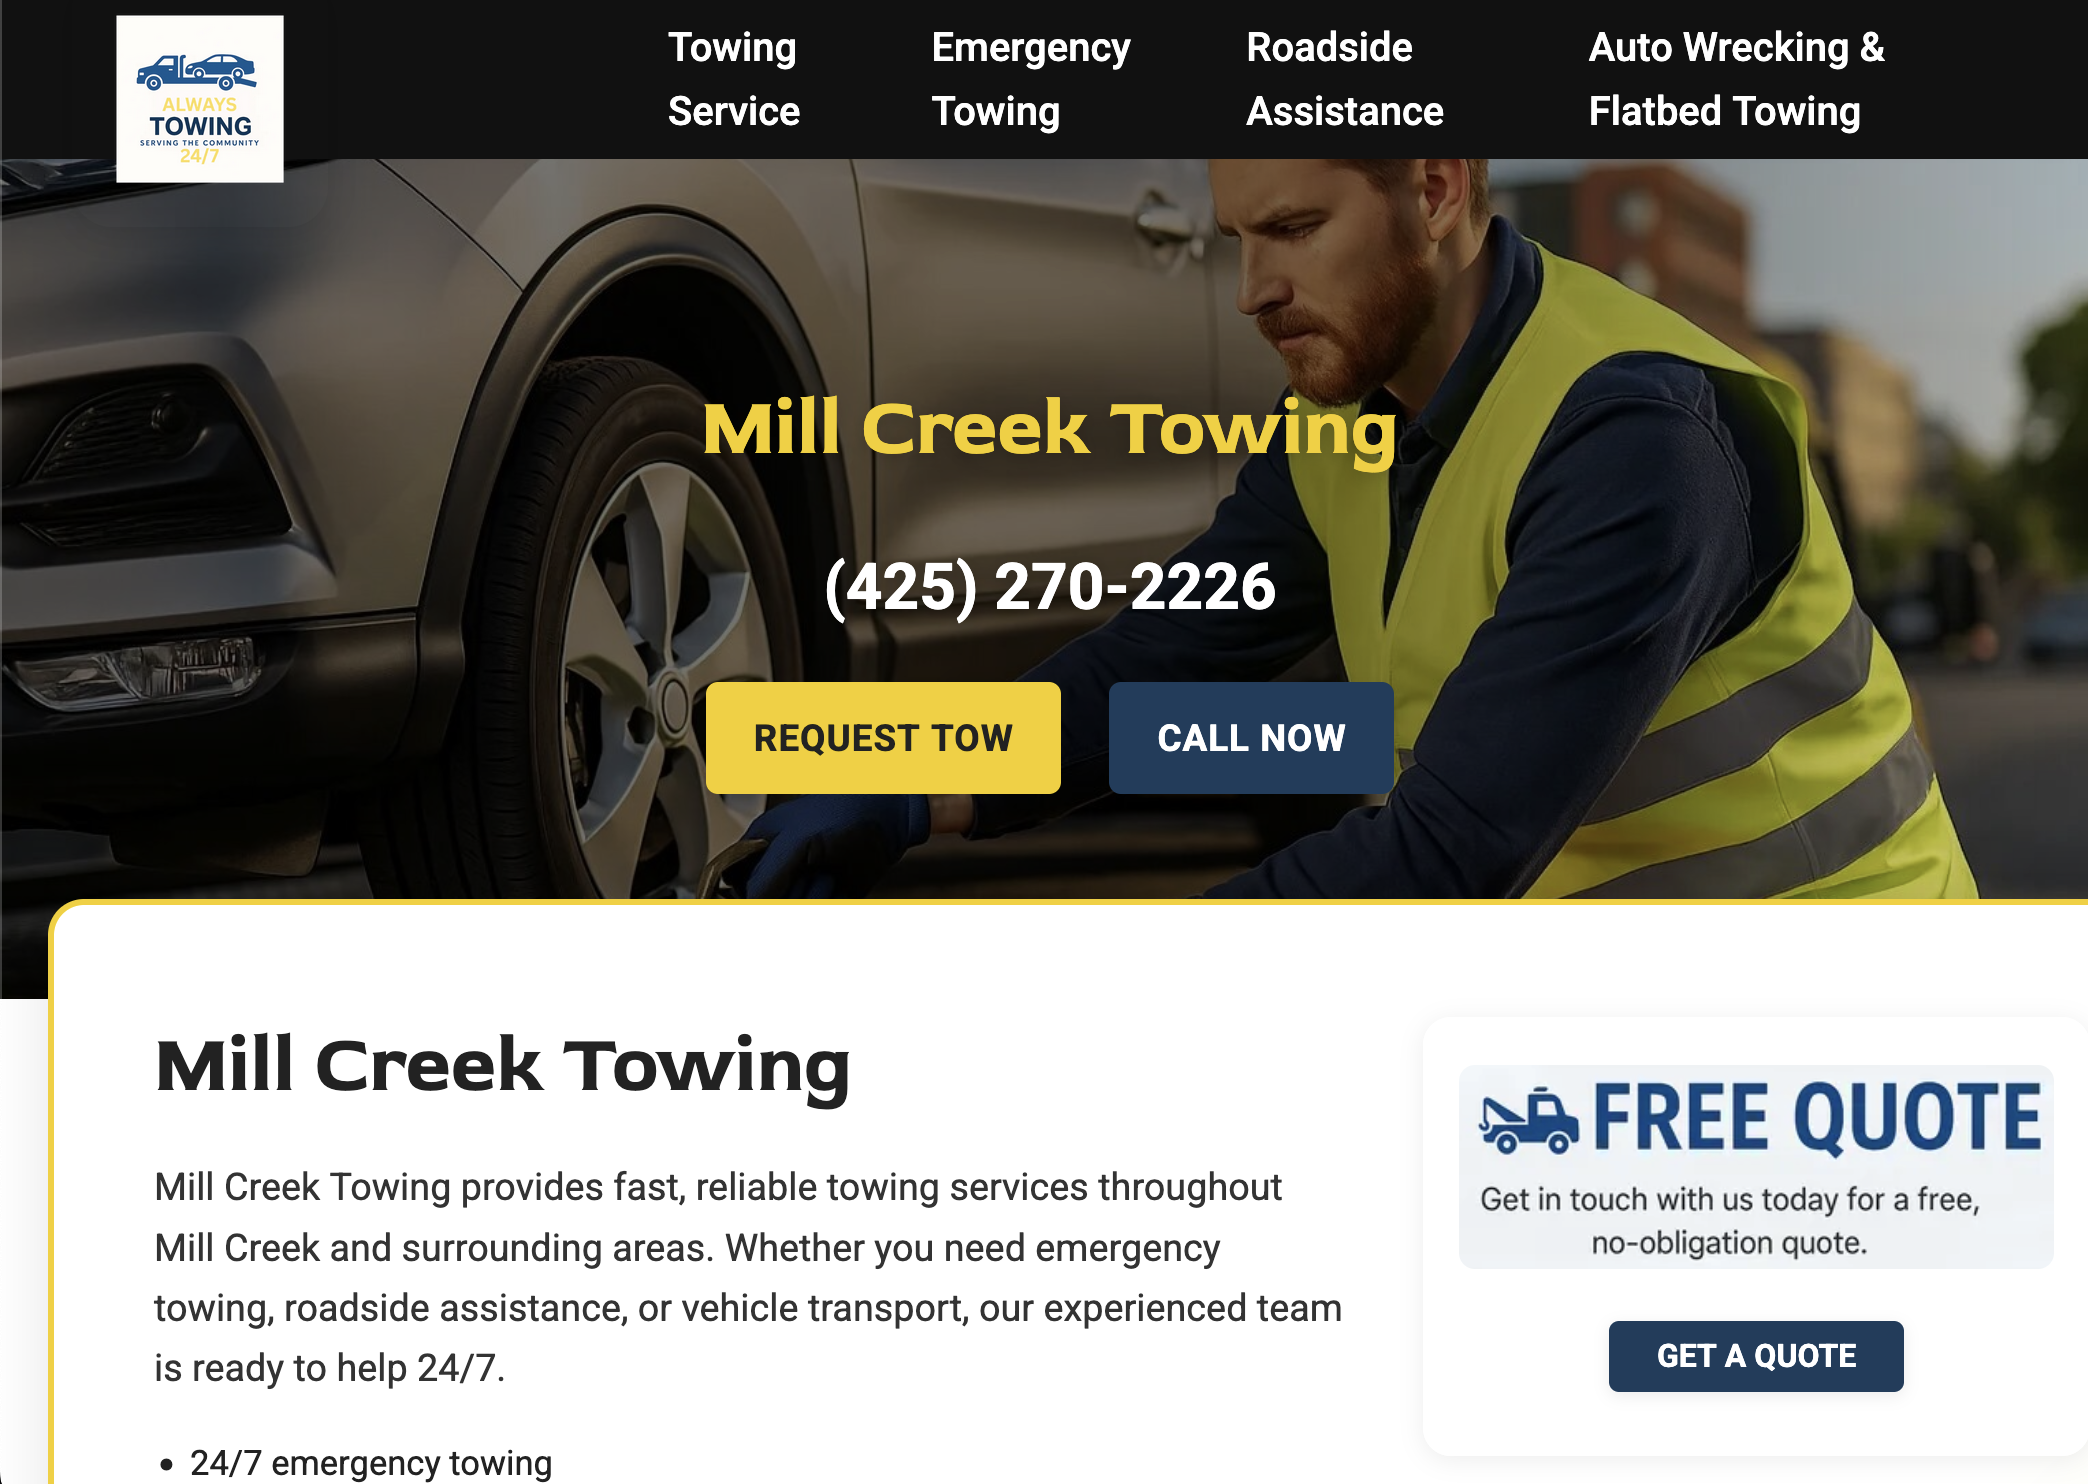 ALWAYS
TOWING
SERVING THE COMMUNITY
24/7
Towing Service
Emergency Towing
Roadside Assistance
Auto Wrecking & Flatbed Towing
Mill Creek Towing
(425) 270-2226
REQUEST TOW
CALL NOW
Mill Creek Towing
Mill Creek Towing provides fast, reliable towing services throughout
Mill Creek and surrounding areas. Whether you need emergency
towing, roadside assistance, or vehicle transport, our experienced team
is ready to help 24/7.
• 24/7 emergency towing
FREE QUOTE
Get in touch with us today for a free,
no-obligation quote.
GET A QUOTE